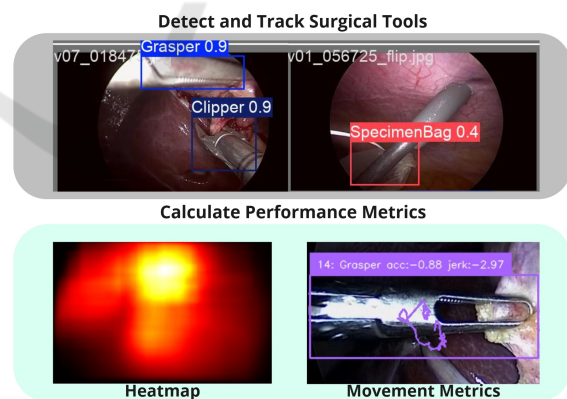 Detect and Track Surgical Tools
v07_01847
Grasper 0.9
Clipper 0.9
v01_056725_flip.jpg
SpecimenBag 0.4
Calculate Performance Metrics
14: Grasper acc:-0.88 jerk:-2.97
Heatmap
Movement Metrics